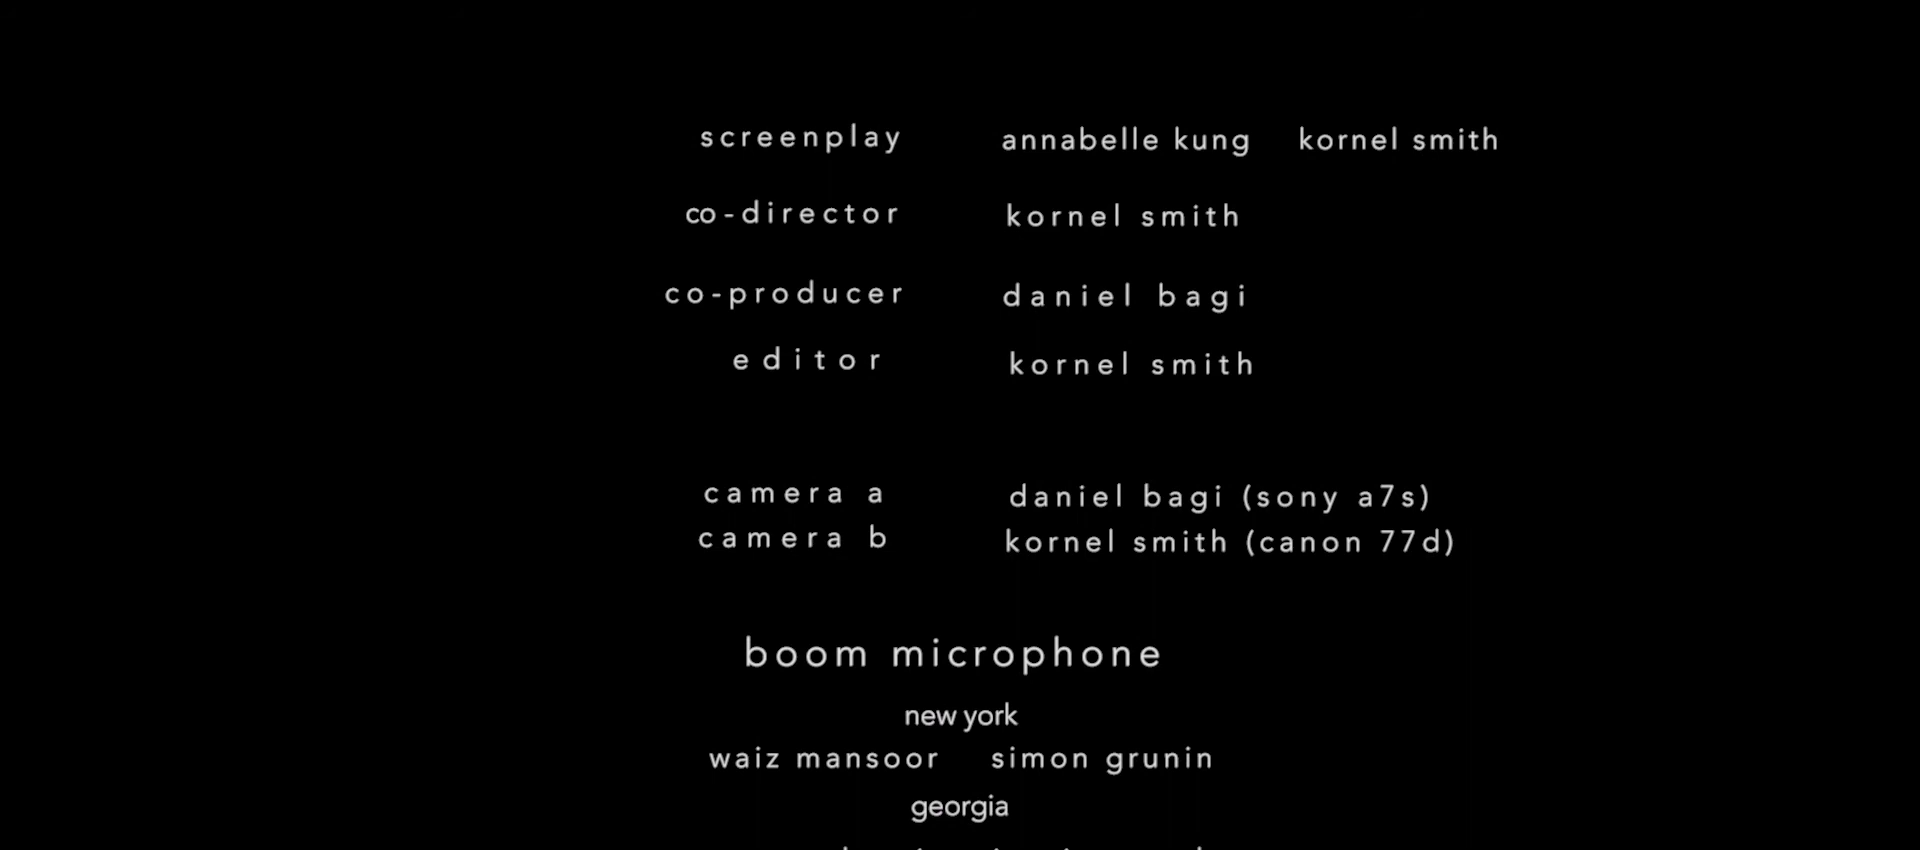 screenplay annabelle kung kornel smith
co-director kornel smith
co-producer daniel bagi
editor kornel smith
camera a daniel bagi (sony a7s)
camera b kornel smith (canon 77d)
boom microphone
new york
waiz mansoor simon grunin
georgia